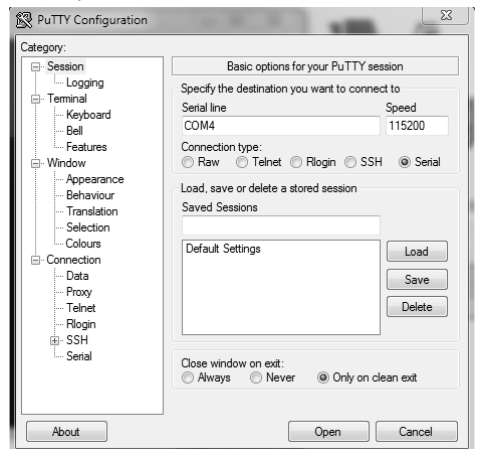 PuTTY Configuration
Category:
Session
Logging
Terminal
Keyboard
Bell
Features
Window
Appearance
Behaviour
Translation
Selection
Colours
Connection
Data
Proxy
Telnet
Rlogin
SSH
Serial
Basic options for your PuTTY session
Specify the destination you want to connect to
Serial line Speed
COM4 115200
Connection type:
Raw Telnet Rlogin SSH Serial
Load, save or delete a stored session
Saved Sessions
Default Settings
Load
Save
Delete
Close window on exit:
Always Never Only on clean exit
About Open Cancel